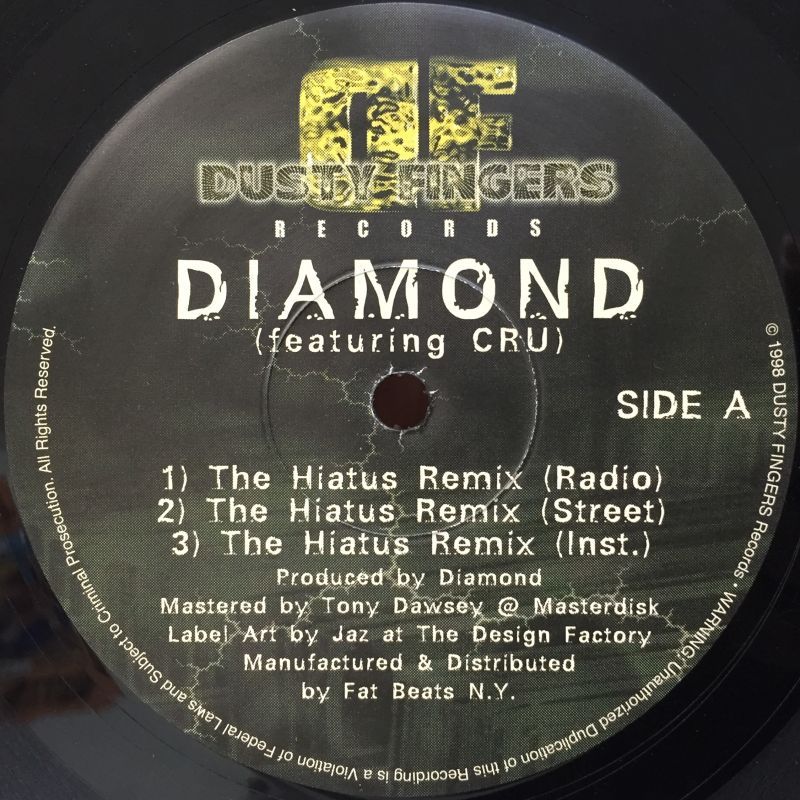 DF
DUSTY FINGERS
RECORDS
DIAMOND
(featuring CRU)
SIDE A
1) The Hiatus Remix (Radio)
2) The Hiatus Remix (Street)
3) The Hiatus Remix (Inst.)
Produced by Diamond
Mastered by Tony Dawsey @ Masterdisk
Label Art by Jaz at The Design Factory
Manufactured & Distributed
by Fat Beats N.Y.
© 1998 DUSTY FINGERS Records • WARNING: Unauthorized Duplication of this Recording is a Violation of Federal Laws and Subject to Criminal Prosecution. All Rights Reserved.